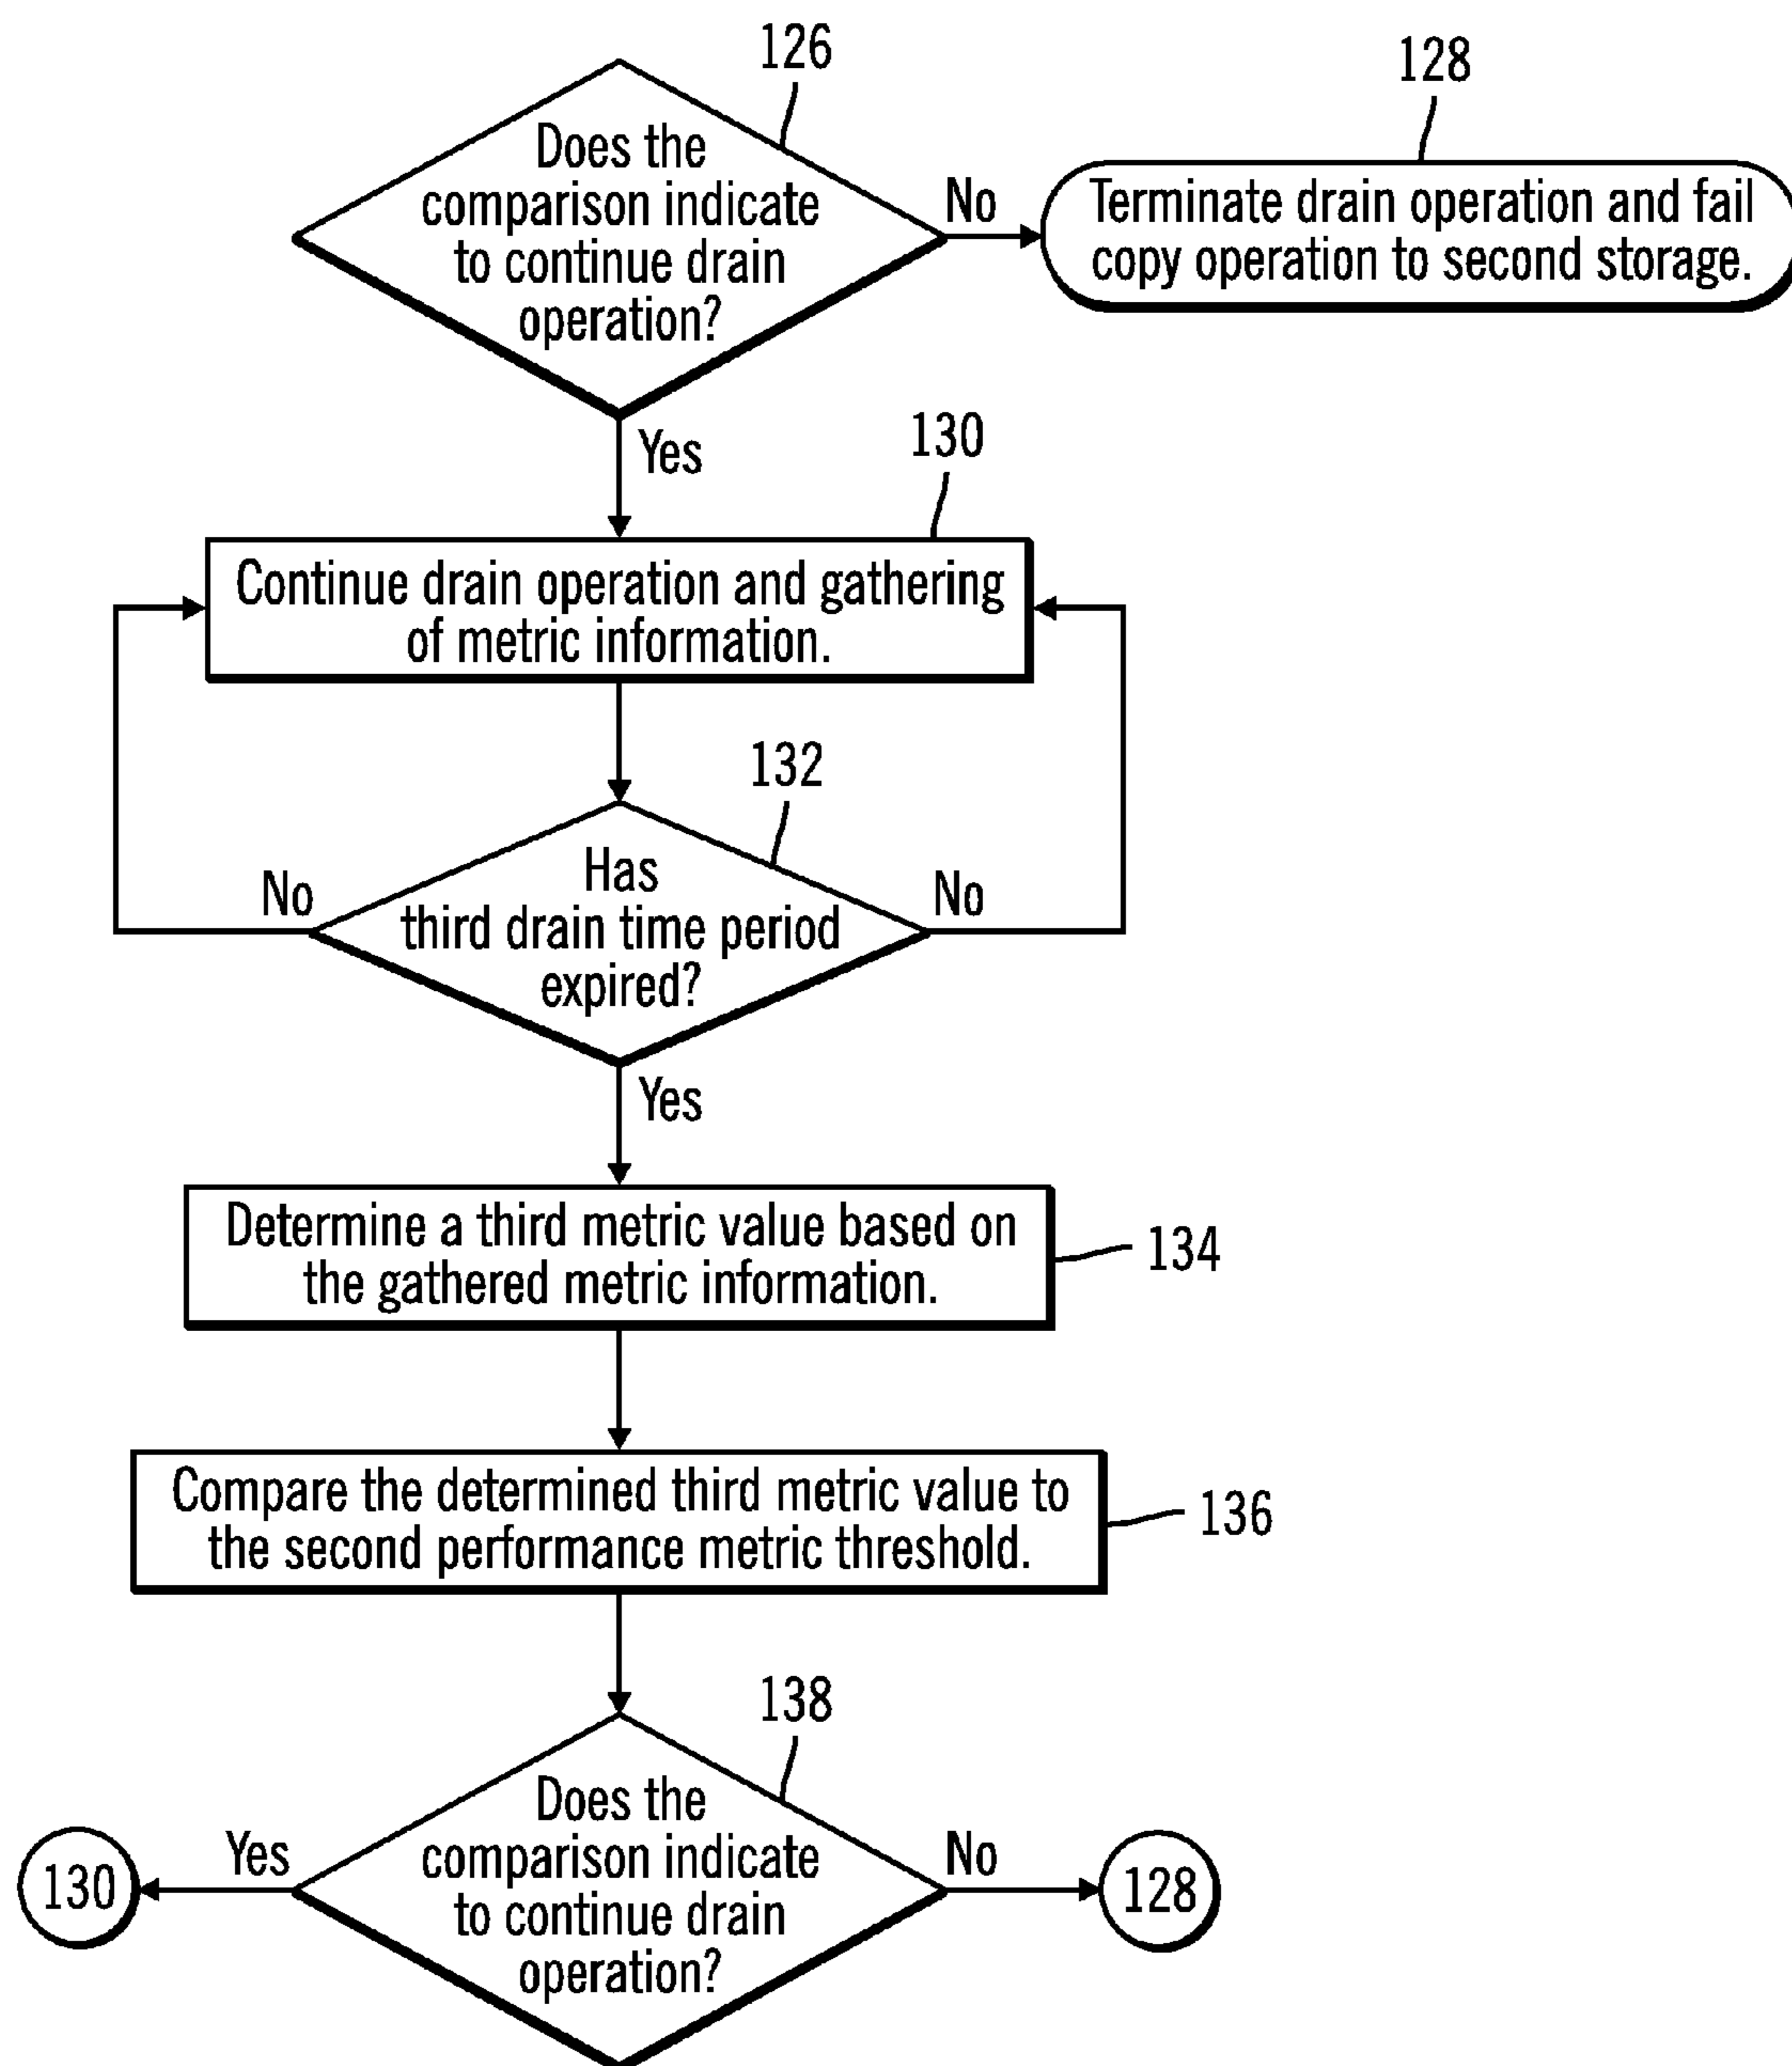 126
128
Does the
comparison indicate
to continue drain
operation?
No
Terminate drain operation and fail
copy operation to second storage.
Yes
130
Continue drain operation and gathering
of metric information.
132
No
Has
third drain time period
expired?
No
Yes
Determine a third metric value based on
the gathered metric information.
134
Compare the determined third metric value to
the second performance metric threshold.
136
138
Does the
comparison indicate
to continue drain
operation?
Yes
130
No
128